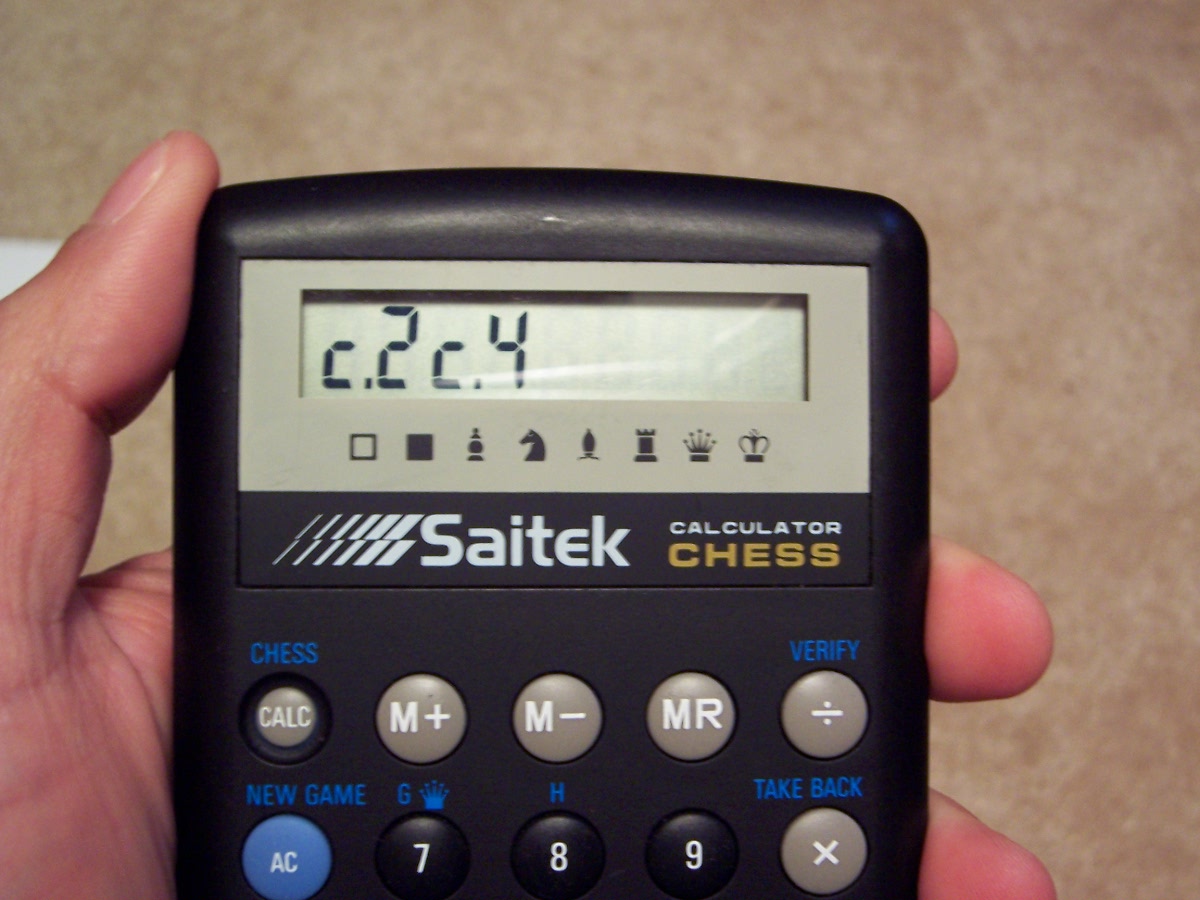 c.2c.4
Saitek
CALCULATOR
CHESS
CHESS VERIFY
CALC M+ M− MR ÷
NEW GAME G H TAKE BACK
AC 7 8 9 ×